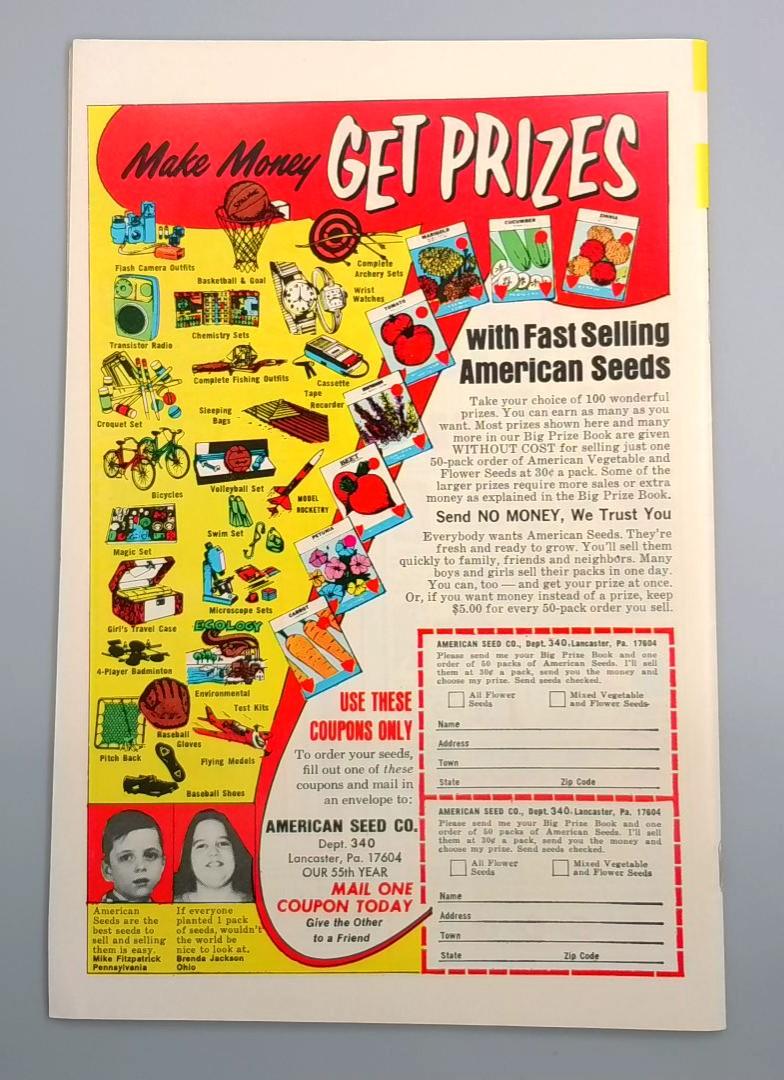 Make Money GET PRIZES
SPALDING
Flash Camera Outfits
Basketball & Goal
Complete
Archery Sets
Wrist
Watches
MARIGOLD
CUCUMBER
ZINNIA
Transistor Radio
Chemistry Sets
TOMATO
Complete Fishing Outfits
Cassette
Tape
Recorder
Croquet Set
Sleeping
Bags
Bicycles
Volleyball Set
MODEL
ROCKETRY
BEET
Swim Set
Magic Set
PETUNIA
Microscope Sets
Girl's Travel Case
ECOLOGY
CARROT
4-Player Badminton
Environmental
Test Kits
Pitch Back
Baseball
Gloves
Flying Models
Baseball Shoes
with Fast Selling
American Seeds
Take your choice of 100 wonderful
prizes. You can earn as many as you
want. Most prizes shown here and many
more in our Big Prize Book are given
WITHOUT COST for selling just one
50-pack order of American Vegetable and
Flower Seeds at 30¢ a pack. Some of the
larger prizes require more sales or extra
money as explained in the Big Prize Book.
Send NO MONEY, We Trust You
Everybody wants American Seeds. They're
fresh and ready to grow. You'll sell them
quickly to family, friends and neighbors. Many
boys and girls sell their packs in one day.
You can, too — and get your prize at once.
Or, if you want money instead of a prize, keep
$5.00 for every 50-pack order you sell.
USE THESE
COUPONS ONLY
To order your seeds,
fill out one of these
coupons and mail in
an envelope to:
AMERICAN SEED CO.
Dept. 340
Lancaster, Pa. 17604
OUR 55th YEAR
MAIL ONE
COUPON TODAY
Give the Other
to a Friend
American
Seeds are the
best seeds to
sell and selling
them is easy.
Mike Fitzpatrick
Pennsylvania
If everyone
planted 1 pack
of seeds, wouldn't
the world be
nice to look at.
Brenda Jackson
Ohio
AMERICAN SEED CO., Dept. 340, Lancaster, Pa. 17604
Please send me your Big Prize Book and one
order of 50 packs of American Seeds. I'll sell
them at 30¢ a pack, send you the money and
choose my prize. Send seeds checked.
All Flower
Seeds
Mixed Vegetable
and Flower Seeds
Name
Address
Town
State Zip Code
AMERICAN SEED CO., Dept. 340, Lancaster, Pa. 17604
Please send me your Big Prize Book and one
order of 50 packs of American Seeds. I'll sell
them at 30¢ a pack, send you the money and
choose my prize. Send seeds checked.
All Flower
Seeds
Mixed Vegetable
and Flower Seeds
Name
Address
Town
State Zip Code